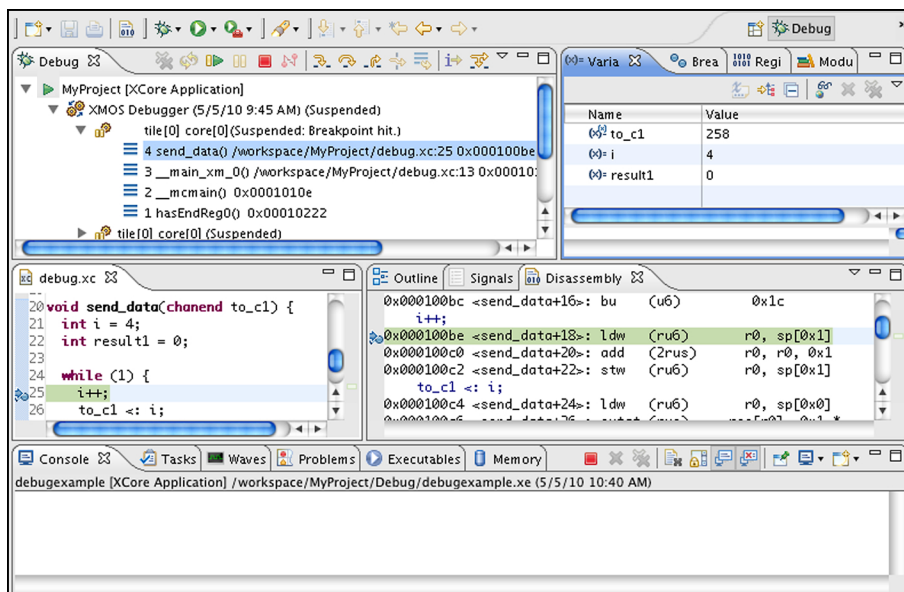 Debug
Debug
MyProject [XCore Application]
XMOS Debugger (5/5/10 9:45 AM) (Suspended)
tile[0] core[0](Suspended: Breakpoint hit.)
4 send_data() /workspace/MyProject/debug.xc:25 0x000100be
3 __main_xm_0() /workspace/MyProject/debug.xc:13 0x00010
2 __mcmain() 0x0001010e
1 hasEndReg0() 0x00010222
tile[0] core[0] (Suspended)
(x)= Varia
Brea
Regi
Modu
Name Value
to_c1 258
(x)= i 4
(x)= result1 0
debug.xc
20 void send_data(chanend to_c1) {
21 int i = 4;
22 int result1 = 0;
23
24 while (1) {
25 i++;
26 to_c1 <: i;
Outline Signals Disassembly
0x000100bc <send_data+16>: bu (u6) 0x1c
i++;
0x000100be <send_data+18>: ldw (ru6) r0, sp[0x1]
0x000100c0 <send_data+20>: add (2rus) r0, r0, 0x1
0x000100c2 <send_data+22>: stw (ru6) r0, sp[0x1]
to_c1 <: i;
0x000100c4 <send_data+24>: ldw (ru6) r0, sp[0x0]
Console Tasks Waves Problems Executables Memory
debugexample [XCore Application] /workspace/MyProject/Debug/debugexample.xe (5/5/10 10:40 AM)